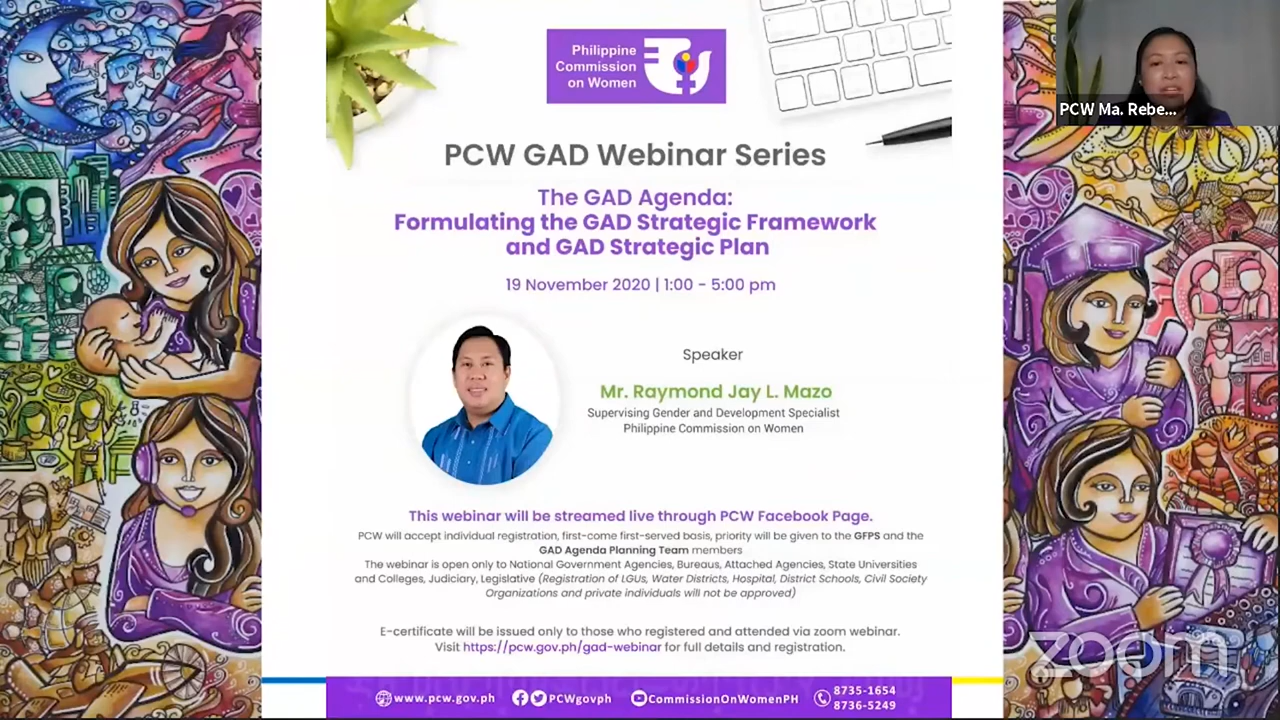 Philippine
Commission
on Women
PCW Ma. Rebe...
PCW GAD Webinar Series
The GAD Agenda:
Formulating the GAD Strategic Framework
and GAD Strategic Plan
19 November 2020 | 1:00 - 5:00 pm
Speaker
Mr. Raymond Jay L. Mazo
Supervising Gender and Development Specialist
Philippine Commission on Women
This webinar will be streamed live through PCW Facebook Page.
PCW will accept individual registration, first-come first-served basis, priority will be given to the GFPS and the
GAD Agenda Planning Team members
The webinar is open only to National Government Agencies, Bureaus, Attached Agencies, State Universities
and Colleges, Judiciary, Legislative (Registration of LGUs, Water Districts, Hospital, District Schools, Civil Society
Organizations and private individuals will not be approved)
E-certificate will be issued only to those who registered and attended via zoom webinar.
Visit https://pcw.gov.ph/gad-webinar for full details and registration.
zoom
www.pcw.gov.ph PCWgovph CommissionOnWomenPH 8735-1654
8736-5249